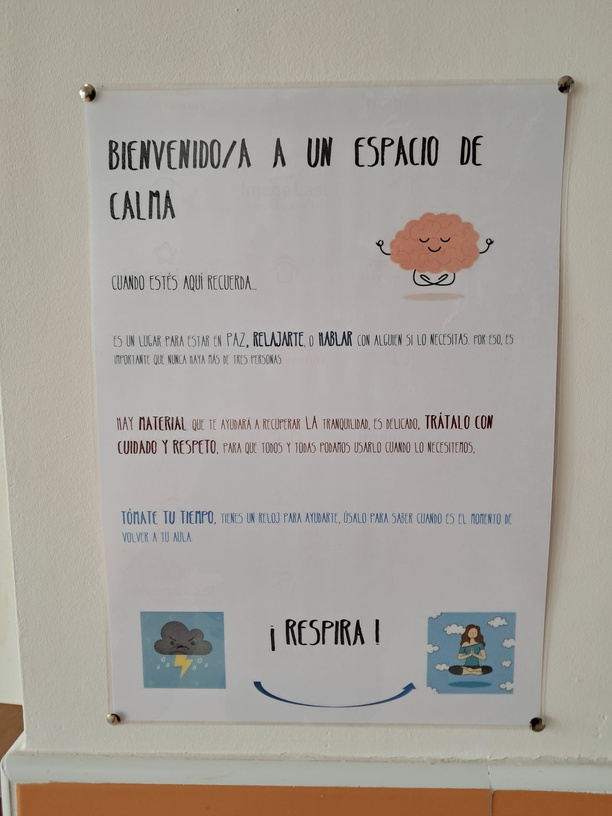 BIENVENIDO/A A UN ESPACIO DE
CALMA
CUANDO ESTÉS AQUÍ RECUERDA...
ES UN LUGAR PARA ESTAR EN PAZ, RELAJARTE, O HABLAR CON ALGUIEN SI LO NECESITAS. POR ESO, ES
IMPORTANTE QUE NUNCA HAYA MÁS DE TRES PERSONAS.
HAY MATERIAL QUE TE AYUDARÁ A RECUPERAR LA TRANQUILIDAD, ES DELICADO, TRÁTALO CON
CUIDADO Y RESPETO, PARA QUE TODOS Y TODAS PODAMOS USARLO CUANDO LO NECESITEMOS.
TÓMATE TU TIEMPO, TIENES UN RELOJ PARA AYUDARTE, ÚSALO PARA SABER CUANDO ES EL MOMENTO DE
VOLVER A TU AULA.
¡ RESPIRA !